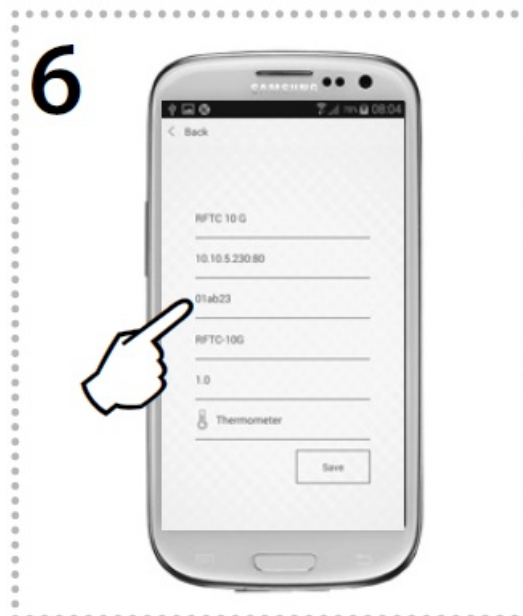 6
SAMSUNG
08:04
< Back
RFTC 10 G
10.10.5.230:80
01ab23
RFTC-10G
1.0
Thermometer
Save